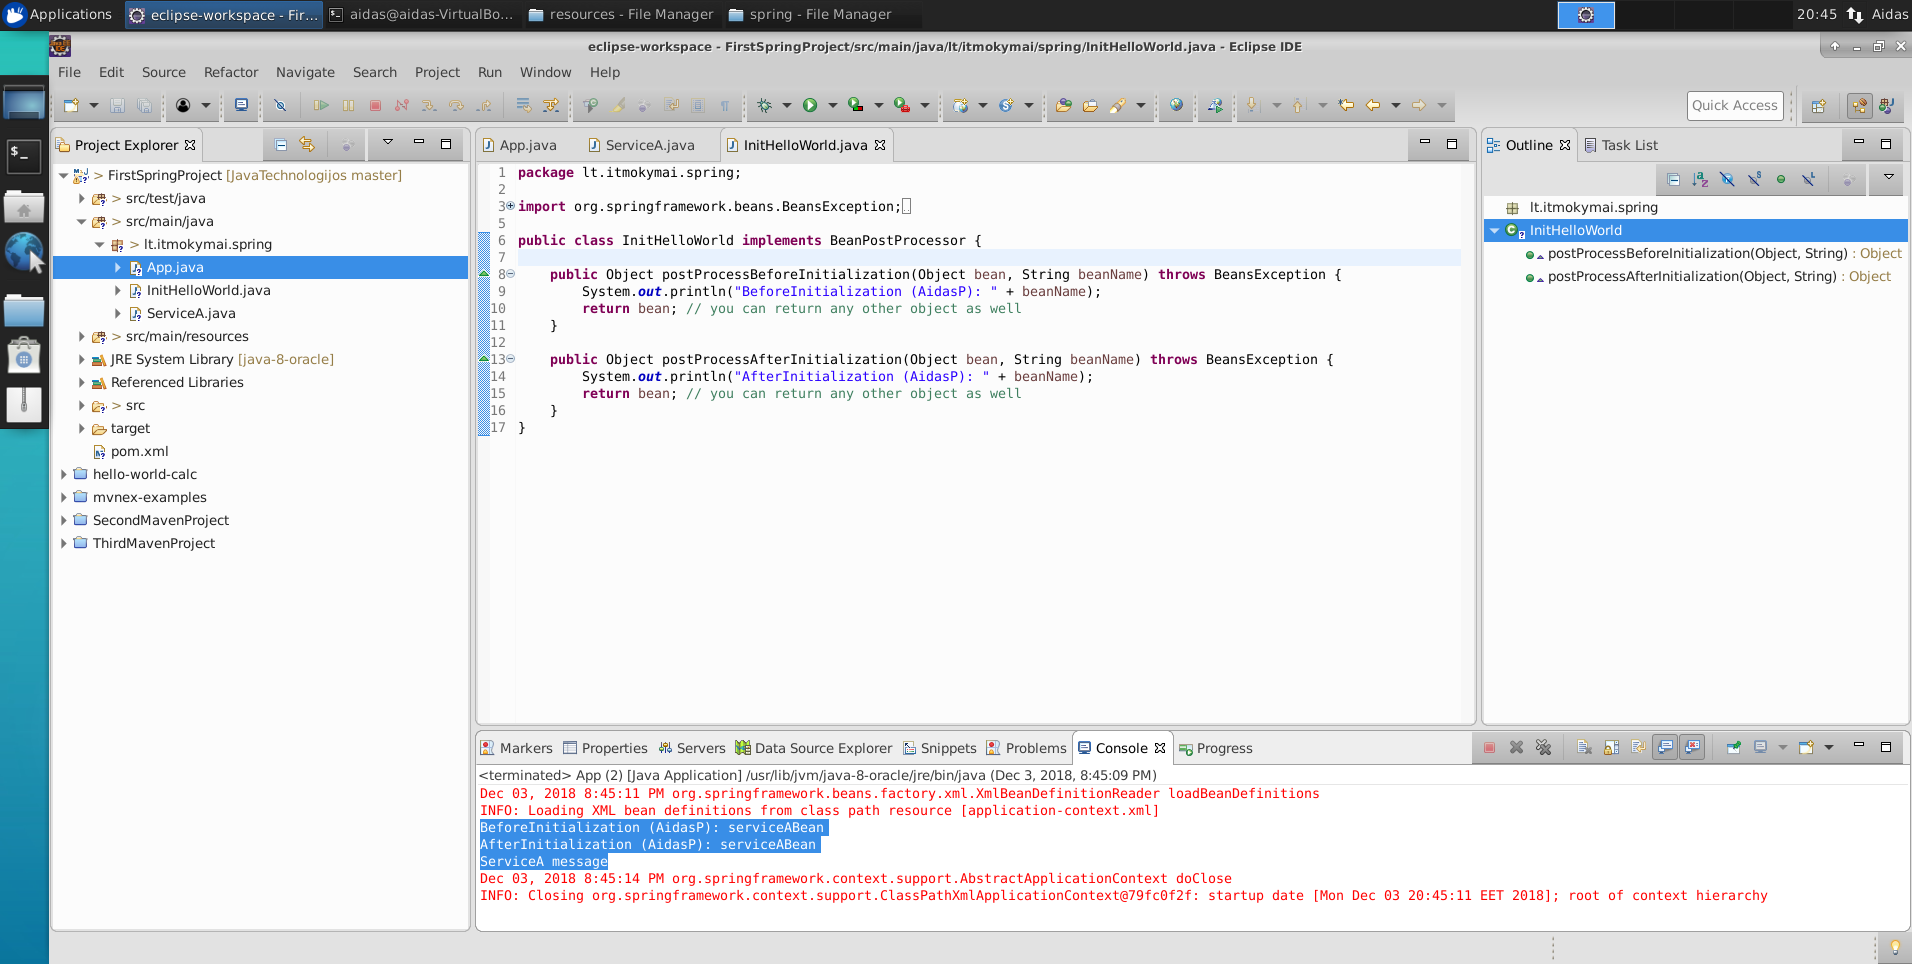 Applications
eclipse-workspace - Fir...
aidas@aidas-VirtualBo...
resources - File Manager
spring - File Manager
20:45
Aidas
eclipse-workspace - FirstSpringProject/src/main/java/lt/itmokymai/spring/InitHelloWorld.java - Eclipse IDE
File Edit Source Refactor Navigate Search Project Run Window Help
Quick Access
Project Explorer
> FirstSpringProject [JavaTechnologijos master]
> src/test/java
> src/main/java
> lt.itmokymai.spring
App.java
InitHelloWorld.java
ServiceA.java
> src/main/resources
JRE System Library [java-8-oracle]
Referenced Libraries
> src
target
pom.xml
hello-world-calc
mvnex-examples
SecondMavenProject
ThirdMavenProject
App.java
ServiceA.java
InitHelloWorld.java
1 package lt.itmokymai.spring;
2
3 import org.springframework.beans.BeansException;
5
6 public class InitHelloWorld implements BeanPostProcessor {
7
8 public Object postProcessBeforeInitialization(Object bean, String beanName) throws BeansException {
9 System.out.println("BeforeInitialization (AidasP): " + beanName);
10 return bean; // you can return any other object as well
11 }
12
13 public Object postProcessAfterInitialization(Object bean, String beanName) throws BeansException {
14 System.out.println("AfterInitialization (AidasP): " + beanName);
15 return bean; // you can return any other object as well
16 }
17 }
Outline
Task List
lt.itmokymai.spring
InitHelloWorld
postProcessBeforeInitialization(Object, String) : Object
postProcessAfterInitialization(Object, String) : Object
Markers Properties Servers Data Source Explorer Snippets Problems Console Progress
<terminated> App (2) [Java Application] /usr/lib/jvm/java-8-oracle/jre/bin/java (Dec 3, 2018, 8:45:09 PM)
Dec 03, 2018 8:45:11 PM org.springframework.beans.factory.xml.XmlBeanDefinitionReader loadBeanDefinitions
INFO: Loading XML bean definitions from class path resource [application-context.xml]
BeforeInitialization (AidasP): serviceABean
AfterInitialization (AidasP): serviceABean
ServiceA message
Dec 03, 2018 8:45:14 PM org.springframework.context.support.AbstractApplicationContext doClose
INFO: Closing org.springframework.context.support.ClassPathXmlApplicationContext@79fc0f2f: startup date [Mon Dec 03 20:45:11 EET 2018]; root of context hierarchy